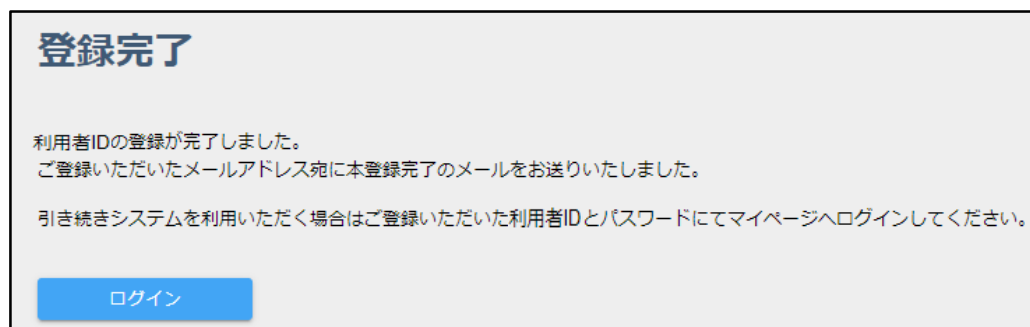 登録完了
利用者IDの登録が完了しました。
ご登録いただいたメールアドレス宛に本登録完了のメールをお送りいたしました。
引き続きシステムを利用いただく場合はご登録いただいた利用者IDとパスワードにてマイページへログインしてください。
ログイン